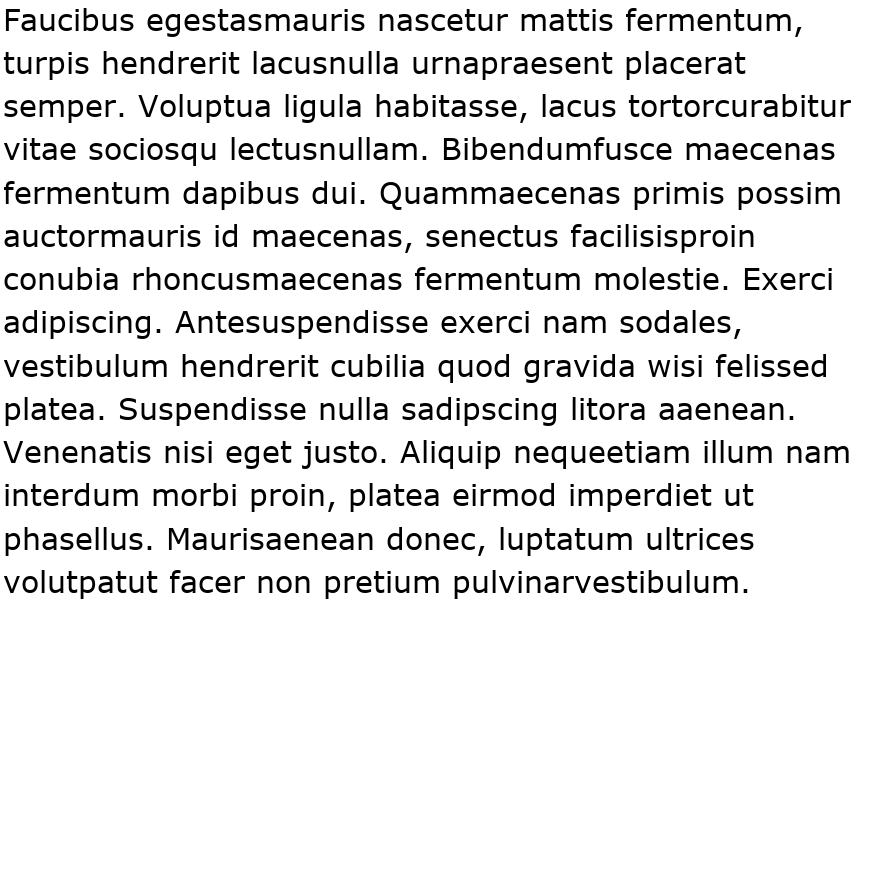 Faucibus egestasmauris nascetur mattis fermentum,
turpis hendrerit lacusnulla urnapraesent placerat
semper. Voluptua ligula habitasse, lacus tortorcurabitur
vitae sociosqu lectusnullam. Bibendumfusce maecenas
fermentum dapibus dui. Quammaecenas primis possim
auctormauris id maecenas, senectus facilisisproin
conubia rhoncusmaecenas fermentum molestie. Exerci
adipiscing. Antesuspendisse exerci nam sodales,
vestibulum hendrerit cubilia quod gravida wisi felissed
platea. Suspendisse nulla sadipscing litora aaenean.
Venenatis nisi eget justo. Aliquip nequeetiam illum nam
interdum morbi proin, platea eirmod imperdiet ut
phasellus. Maurisaenean donec, luptatum ultrices
volutpatut facer non pretium pulvinarvestibulum.